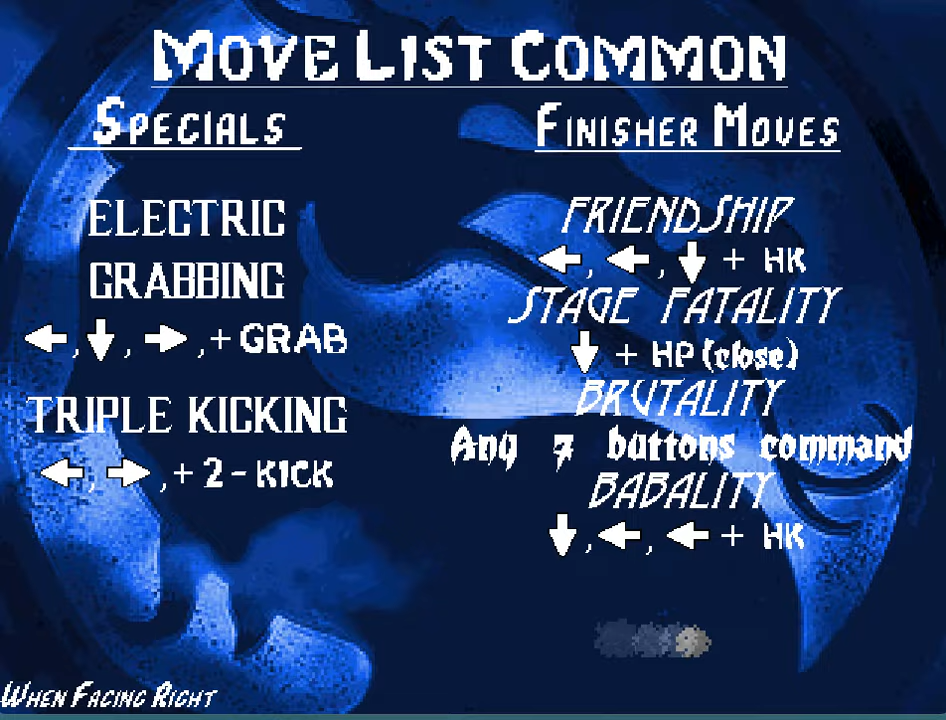 MOVE LIST COMMON
SPECIALS
ELECTRIC
GRABBING
←, ↓, →, + GRAB
TRIPLE KICKING
←, →, + 2 - KICK
FINISHER MOVES
FRIENDSHIP
←, ←, ↓ + HK
STAGE FATALITY
↓ + HP (close)
BRUTALITY
Any 7 buttons command
BABALITY
↓, ←, ← + HK
WHEN FACING RIGHT